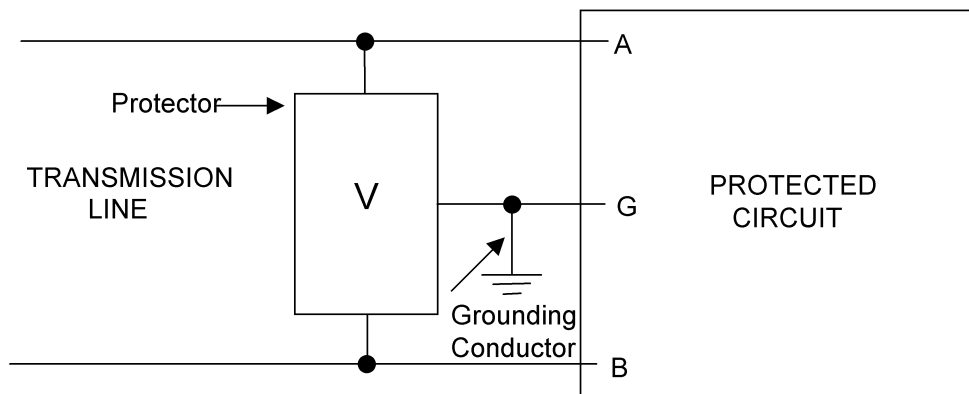 A
Protector
TRANSMISSION
LINE
V
G
PROTECTED
CIRCUIT
Grounding
Conductor
B